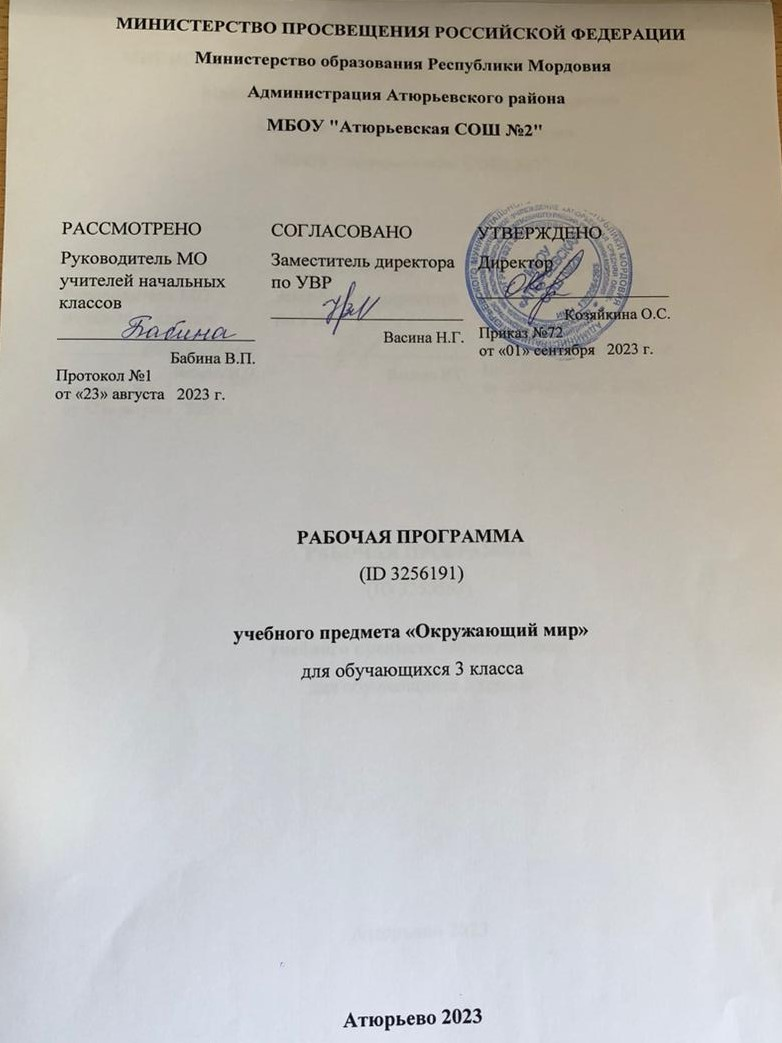 МИНИСТЕРСТВО ПРОСВЕЩЕНИЯ РОССИЙСКОЙ ФЕДЕРАЦИИ
Министерство образования Республики Мордовия
Администрация Атюрьевского района
МБОУ "Атюрьевская СОШ №2"
РАССМОТРЕНО
Руководитель МО
учителей начальных
классов
Бабина
Бабина В.П.
Протокол №1
от «23» августа 2023 г.
СОГЛАСОВАНО
Заместитель директора
по УВР
Васина Н.Г.
УТВЕРЖДЕНО
Директор
Козяйкина О.С.
Приказ №72
от «01» сентября 2023 г.
РАБОЧАЯ ПРОГРАММА
(ID 3256191)
учебного предмета «Окружающий мир»
для обучающихся 3 класса
Атюрьево 2023